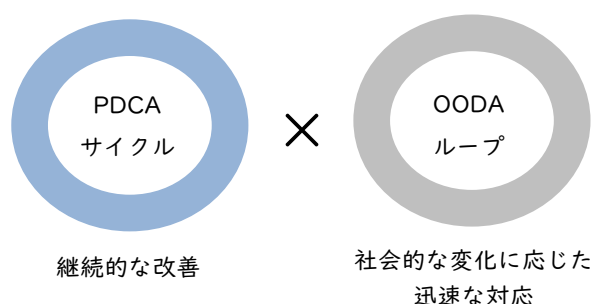 PDCA
サイクル
×
OODA
ループ
継続的な改善
社会的な変化に応じた
迅速な対応